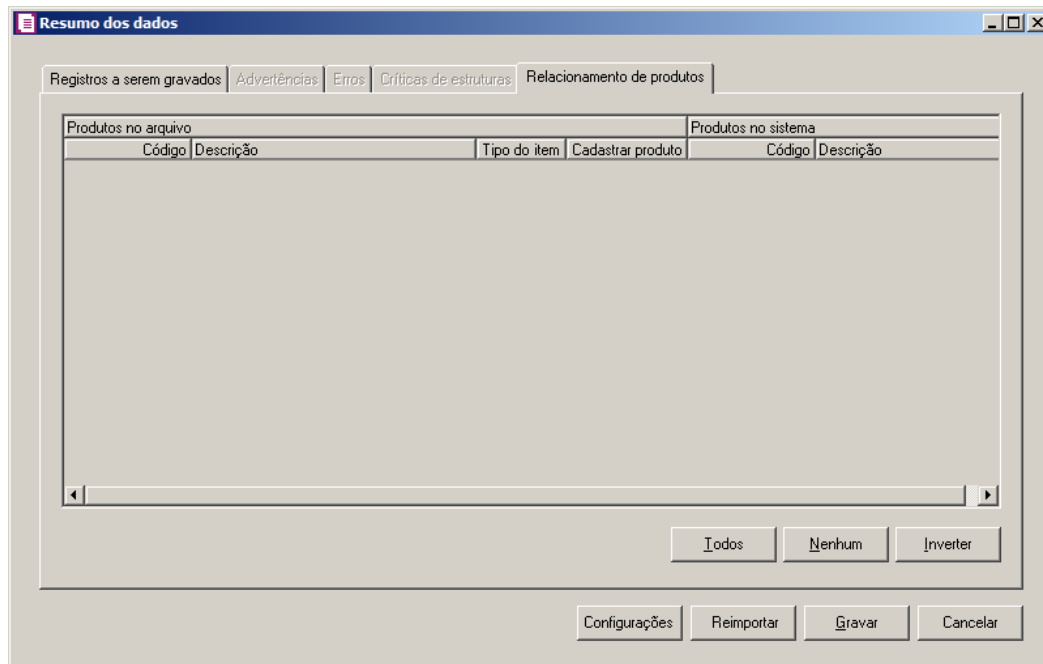 Resumo dos dados
Registros a serem gravados Advertências Erros Críticas de estruturas Relacionamento de produtos
Produtos no arquivo Produtos no sistema
Código Descrição Tipo do item Cadastrar produto Código Descrição
Todos Nenhum Inverter
Configurações Reimportar Gravar Cancelar